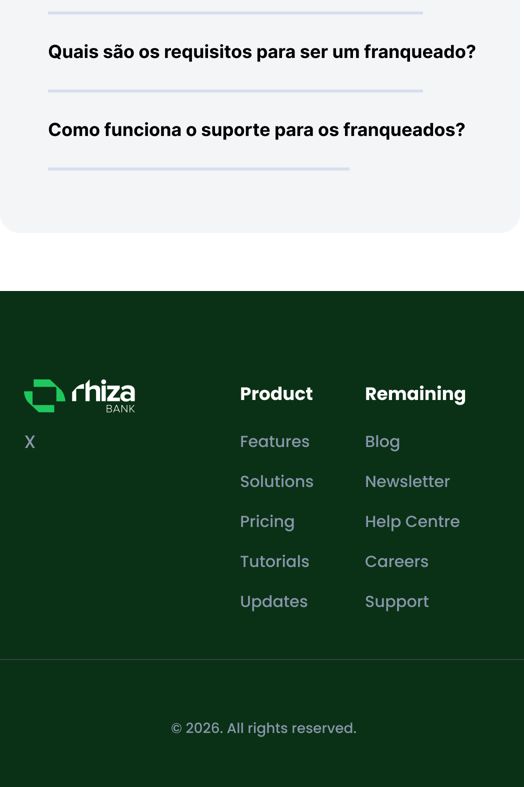 Quais são os requisitos para ser um franqueado?
Como funciona o suporte para os franqueados?
rhiza
BANK
X
Product
Features
Solutions
Pricing
Tutorials
Updates
Remaining
Blog
Newsletter
Help Centre
Careers
Support
© 2026. All rights reserved.